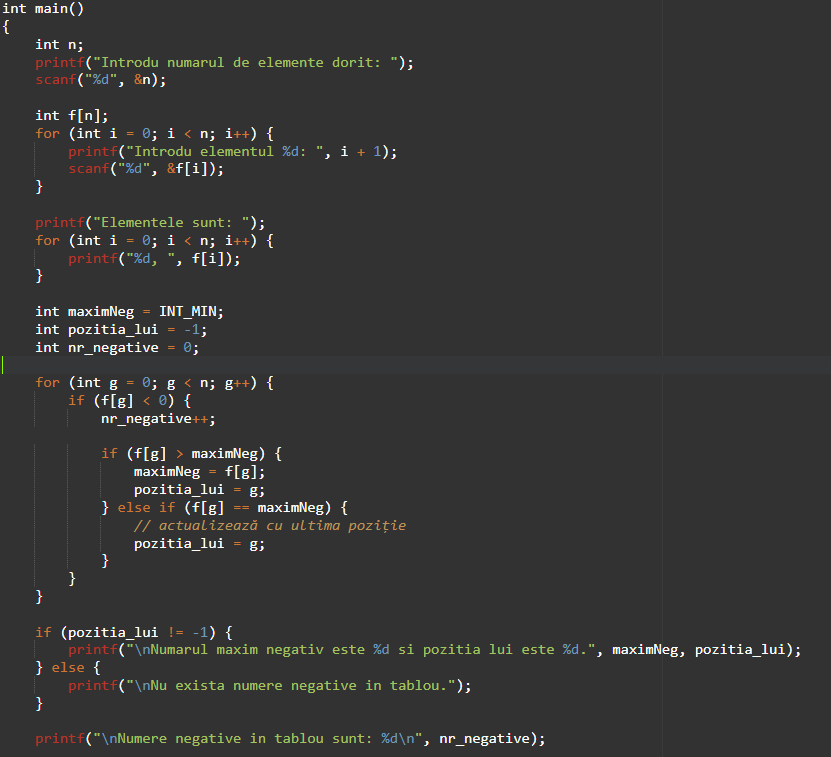 int main()
{
    int n;
    printf("Introdu numarul de elemente dorit: ");
    scanf("%d", &n);

    int f[n];
    for (int i = 0; i < n; i++) {
        printf("Introdu elementul %d: ", i + 1);
        scanf("%d", &f[i]);
    }

    printf("Elementele sunt: ");
    for (int i = 0; i < n; i++) {
        printf("%d, ", f[i]);
    }

    int maximNeg = INT_MIN;
    int pozitia_lui = -1;
    int nr_negative = 0;

    for (int g = 0; g < n; g++) {
        if (f[g] < 0) {
            nr_negative++;

            if (f[g] > maximNeg) {
                maximNeg = f[g];
                pozitia_lui = g;
            } else if (f[g] == maximNeg) {
                // actualizează cu ultima poziție
                pozitia_lui = g;
            }
        }
    }

    if (pozitia_lui != -1) {
        printf("\nNumarul maxim negativ este %d si pozitia lui este %d.", maximNeg, pozitia_lui);
    } else {
        printf("\nNu exista numere negative in tablou.");
    }

    printf("\nNumere negative in tablou sunt: %d\n", nr_negative);